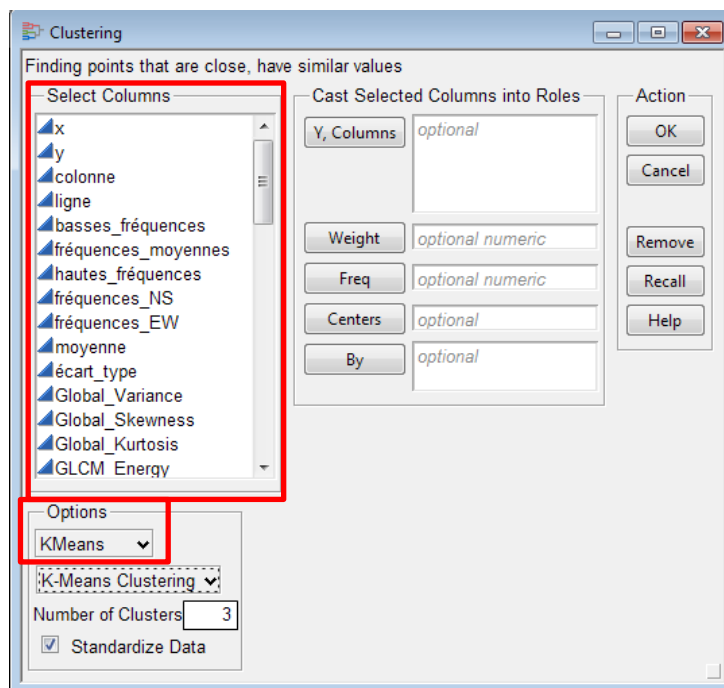 Clustering
Finding points that are close, have similar values
Select Columns
x
y
colonne
ligne
basses_fréquences
fréquences_moyennes
hautes_fréquences
fréquences_NS
fréquences_EW
moyenne
écart_type
Global_Variance
Global_Skewness
Global_Kurtosis
GLCM_Energy
Cast Selected Columns into Roles
Y, Columns optional
Weight optional numeric
Freq optional numeric
Centers optional
By optional
Action
OK
Cancel
Remove
Recall
Help
Options
KMeans
K-Means Clustering
Number of Clusters 3
Standardize Data